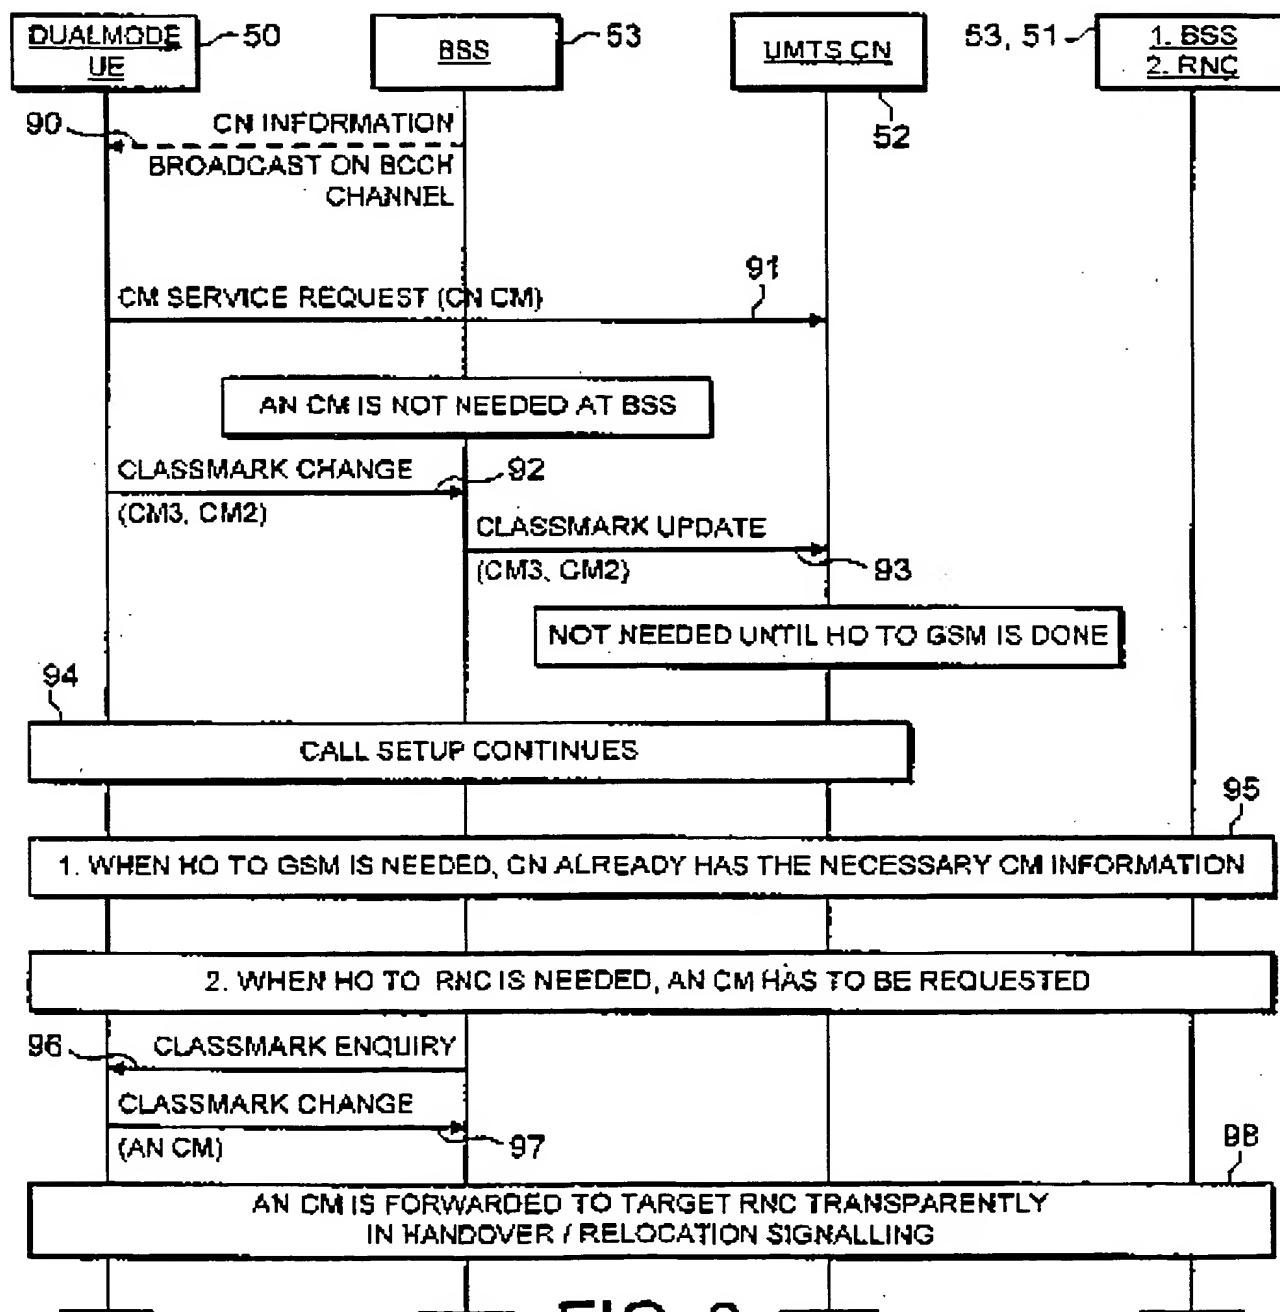 DUALMODE
UE
50
BSS
53
UMTS CN
52
53, 51
1. BSS
2. RNC
90
CN INFORMATION
BROADCAST ON BCCH
CHANNEL
91
CM SERVICE REQUEST (CN CM)
AN CM IS NOT NEEDED AT BSS
CLASSMARK CHANGE
92
(CM3, CM2)
CLASSMARK UPDATE
(CM3, CM2)
93
NOT NEEDED UNTIL HO TO GSM IS DONE
94
CALL SETUP CONTINUES
95
1. WHEN HO TO GSM IS NEEDED, CN ALREADY HAS THE NECESSARY CM INFORMATION
2. WHEN HO TO RNC IS NEEDED, AN CM HAS TO BE REQUESTED
96
CLASSMARK ENQUIRY
CLASSMARK CHANGE
(AN CM)
97
98
AN CM IS FORWARDED TO TARGET RNC TRANSPARENTLY
IN HANDOVER / RELOCATION SIGNALLING
FIG.